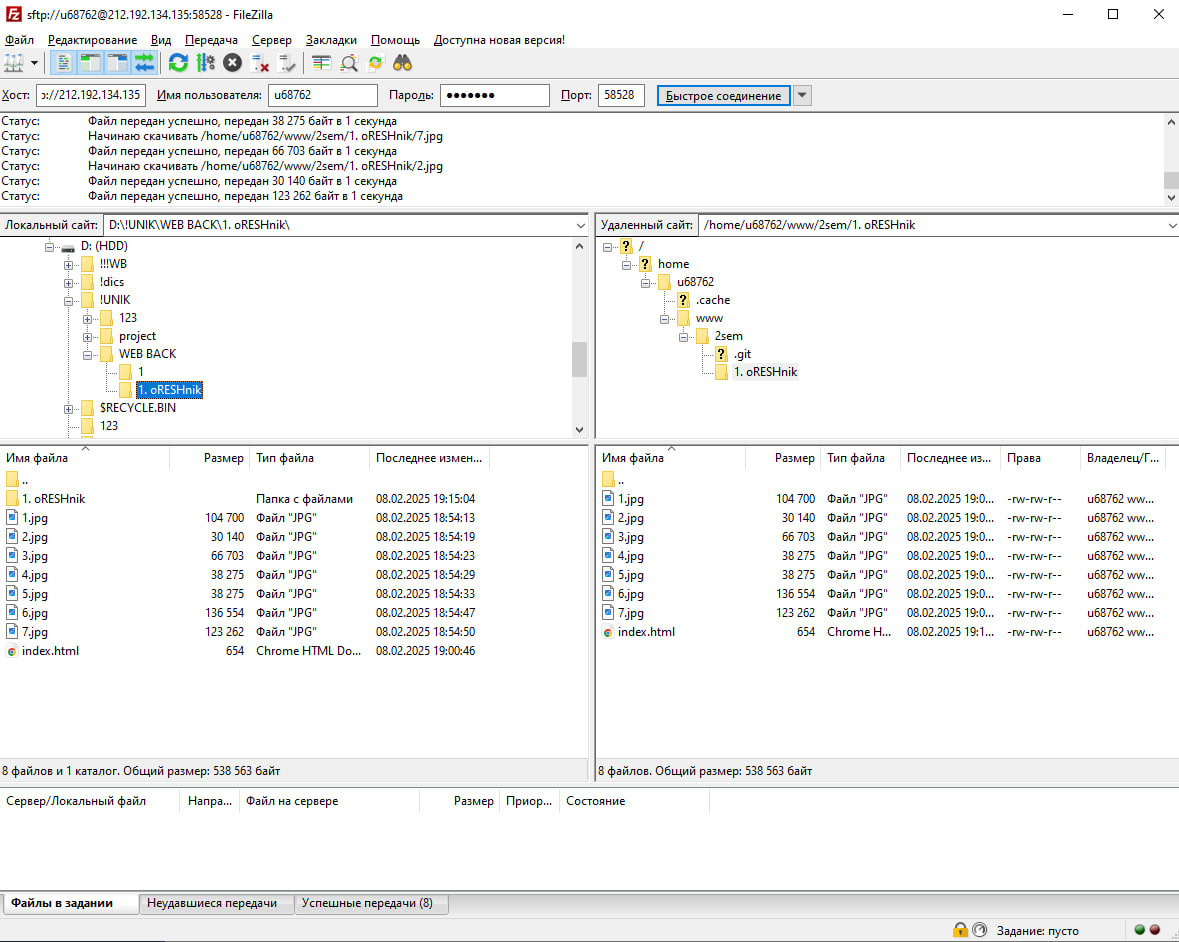 sftp://u68762@212.192.134.135:58528 - FileZilla
Файл Редактирование Вид Передача Сервер Закладки Помощь Доступна новая версия!
Хост: ɔ://212.192.134.135 Имя пользователя: u68762 Пароль: ●●●●●●● Порт: 58528 Быстрое соединение
Статус: Файл передан успешно, передан 38 275 байт в 1 секунда
Статус: Начинаю скачивать /home/u68762/www/2sem/1. oRESHnik/7.jpg
Статус: Файл передан успешно, передан 66 703 байт в 1 секунда
Статус: Начинаю скачивать /home/u68762/www/2sem/1. oRESHnik/2.jpg
Статус: Файл передан успешно, передан 30 140 байт в 1 секунда
Статус: Файл передан успешно, передан 123 262 байт в 1 секунда
Локальный сайт: D:\!UNIK\WEB BACK\1. oRESHnik\
D: (HDD)
!!!WB
!dics
!UNIK
123
project
WEB BACK
1
1. oRESHnik
$RECYCLE.BIN
123
Удаленный сайт: /home/u68762/www/2sem/1. oRESHnik
/
home
u68762
.cache
www
2sem
.git
1. oRESHnik
Имя файла Размер Тип файла Последнее измен...
..
1. oRESHnik Папка с файлами 08.02.2025 19:15:04
1.jpg 104 700 Файл "JPG" 08.02.2025 18:54:13
2.jpg 30 140 Файл "JPG" 08.02.2025 18:54:19
3.jpg 66 703 Файл "JPG" 08.02.2025 18:54:23
4.jpg 38 275 Файл "JPG" 08.02.2025 18:54:29
5.jpg 38 275 Файл "JPG" 08.02.2025 18:54:33
6.jpg 136 554 Файл "JPG" 08.02.2025 18:54:47
7.jpg 123 262 Файл "JPG" 08.02.2025 18:54:50
index.html 654 Chrome HTML Do... 08.02.2025 19:00:46
8 файлов и 1 каталог. Общий размер: 538 563 байт
Имя файла Размер Тип файла Последнее из... Права Владелец/Г...
..
1.jpg 104 700 Файл "JPG" 08.02.2025 19:0... -rw-rw-r-- u68762 ww...
2.jpg 30 140 Файл "JPG" 08.02.2025 19:0... -rw-rw-r-- u68762 ww...
3.jpg 66 703 Файл "JPG" 08.02.2025 19:0... -rw-rw-r-- u68762 ww...
4.jpg 38 275 Файл "JPG" 08.02.2025 19:0... -rw-rw-r-- u68762 ww...
5.jpg 38 275 Файл "JPG" 08.02.2025 19:0... -rw-rw-r-- u68762 ww...
6.jpg 136 554 Файл "JPG" 08.02.2025 19:0... -rw-rw-r-- u68762 ww...
7.jpg 123 262 Файл "JPG" 08.02.2025 19:0... -rw-rw-r-- u68762 ww...
index.html 654 Chrome H... 08.02.2025 19:1... -rw-rw-r-- u68762 ww...
8 файлов. Общий размер: 538 563 байт
Сервер/Локальный файл Напра... Файл на сервере Размер Приор... Состояние
Файлы в задании Неудавшиеся передачи Успешные передачи (8)
Задание: пусто